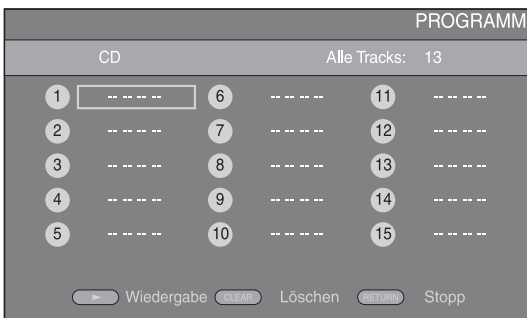 PROGRAMM
CD Alle Tracks: 13
1 -- -- -- -- 6 -- -- -- -- 11 -- -- -- --
2 -- -- -- -- 7 -- -- -- -- 12 -- -- -- --
3 -- -- -- -- 8 -- -- -- -- 13 -- -- -- --
4 -- -- -- -- 9 -- -- -- -- 14 -- -- -- --
5 -- -- -- -- 10 -- -- -- -- 15 -- -- -- --
Wiedergabe CLEAR Löschen RETURN Stopp